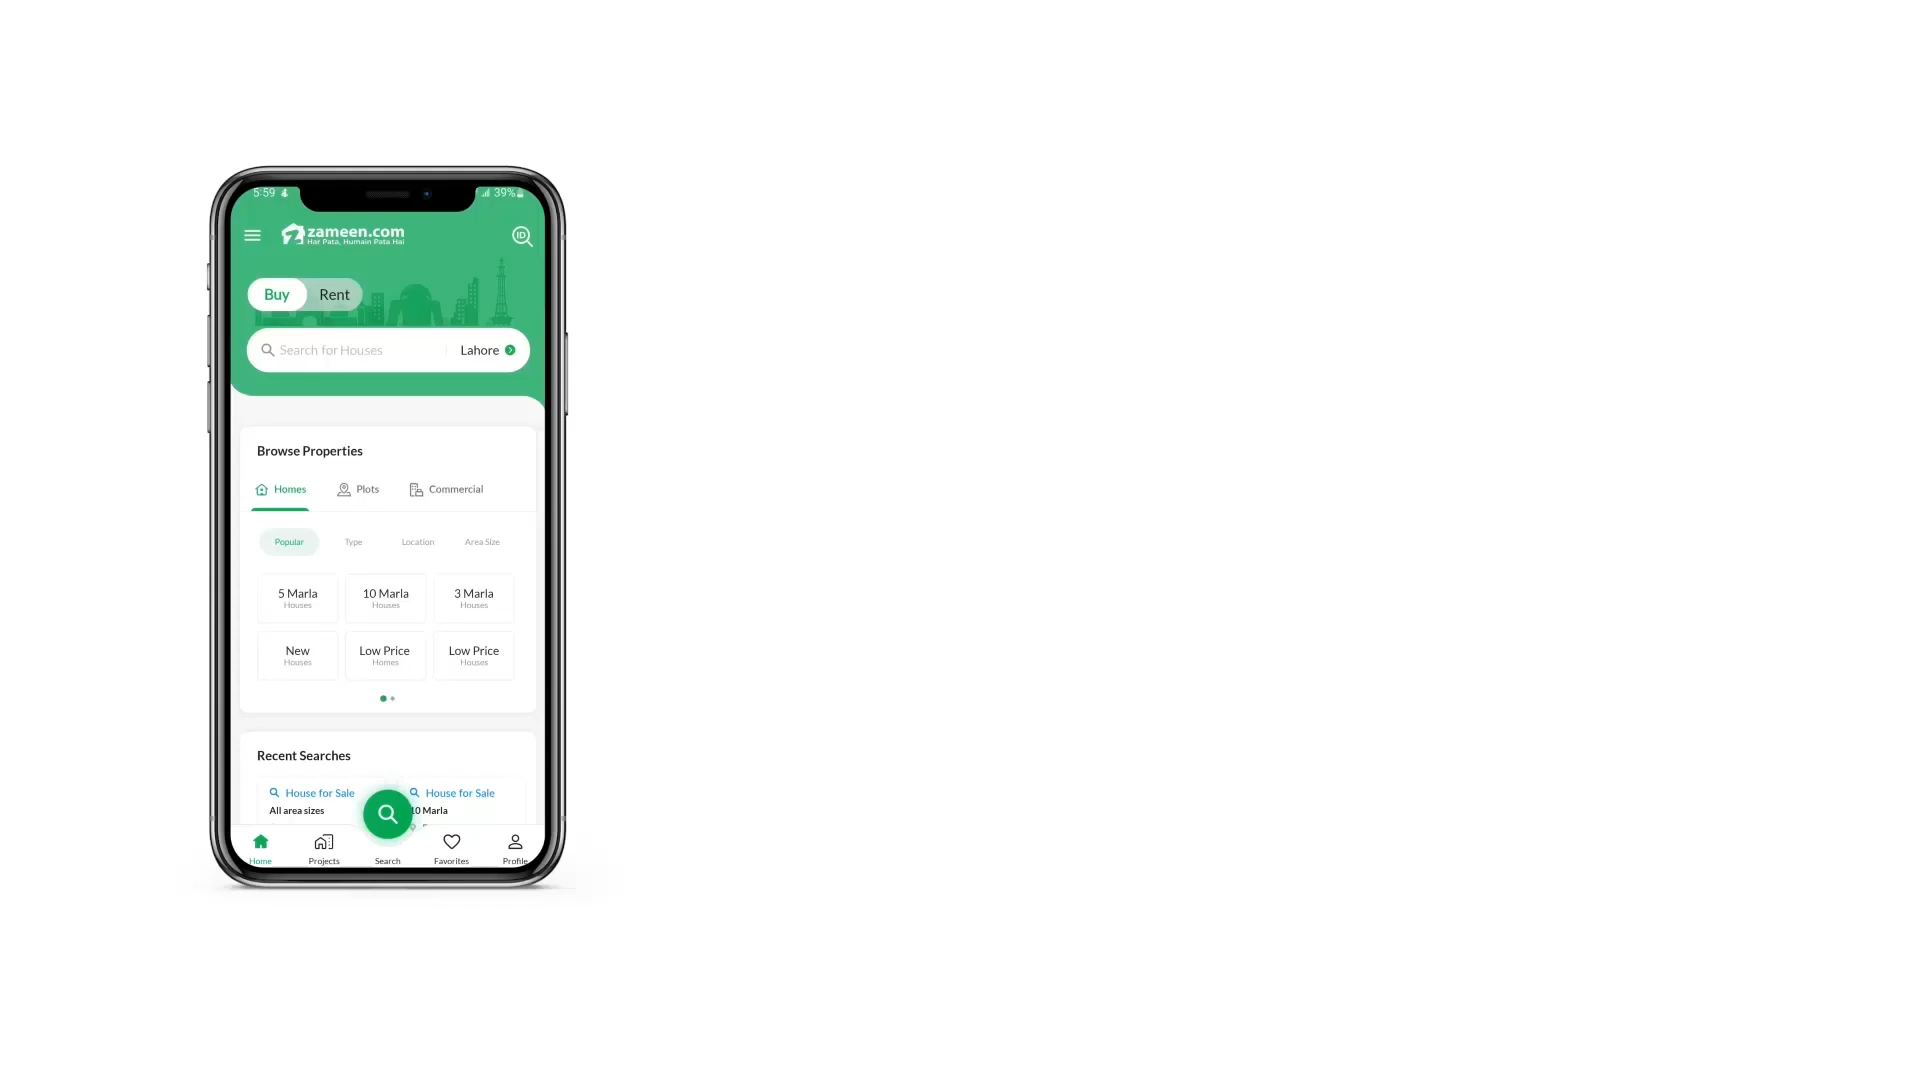 5:59 39%
zameen.com
Har Pata, Humain Pata Hai
ID
Buy Rent
Search for Houses Lahore
Browse Properties
Homes Plots Commercial
Popular Type Location Area Size
5 Marla 10 Marla 3 Marla
Houses Houses Houses
New Low Price Low Price
Houses Homes Houses
Recent Searches
House for Sale House for Sale
All area sizes 10 Marla
Home Projects Search Favorites Profile